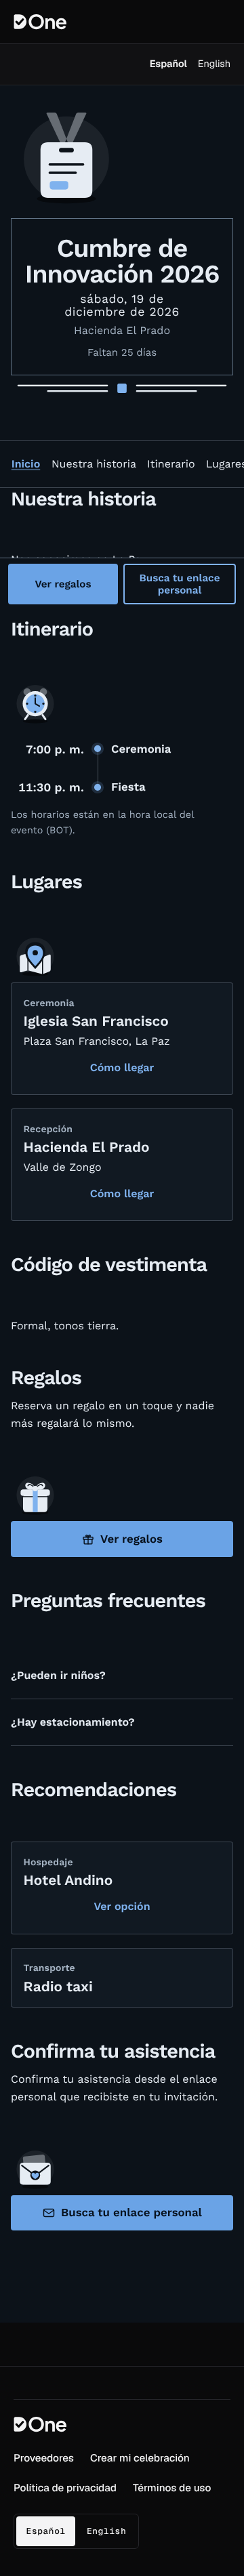 One
Español English
Cumbre de
Innovación 2026
sábado, 19 de
diciembre de 2026
Hacienda El Prado
Faltan 25 días
Inicio Nuestra historia Itinerario Lugares
Nuestra historia
Ver regalos
Busca tu enlace
personal
Itinerario
7:00 p. m. Ceremonia
11:30 p. m. Fiesta
Los horarios están en la hora local del
evento (BOT).
Lugares
Ceremonia
Iglesia San Francisco
Plaza San Francisco, La Paz
Cómo llegar
Recepción
Hacienda El Prado
Valle de Zongo
Cómo llegar
Código de vestimenta
Formal, tonos tierra.
Regalos
Reserva un regalo en un toque y nadie
más regalará lo mismo.
Ver regalos
Preguntas frecuentes
¿Pueden ir niños?
¿Hay estacionamiento?
Recomendaciones
Hospedaje
Hotel Andino
Ver opción
Transporte
Radio taxi
Confirma tu asistencia
Confirma tu asistencia desde el enlace
personal que recibiste en tu invitación.
Busca tu enlace personal
One
Proveedores Crear mi celebración
Política de privacidad Términos de uso
Español English